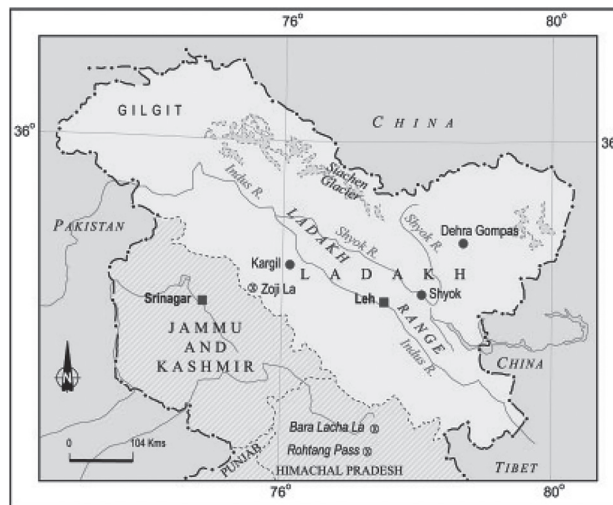 76°
80°
GILGIT
CHINA
36°
36°
Siachen
Glacier
Indus R.
LADAKH
Shyok R.
Shyok R.
PAKISTAN
Dehra Gompas
Kargil
LADAKH
Zoji La
Srinagar
Leh
Shyok
RANGE
JAMMU
AND
KASHMIR
Indus R.
CHINA
N
Bara Lacha La
0
104 Kms
Rohtang Pass
PUNJAB
HIMACHAL PRADESH
TIBET
76°
80°